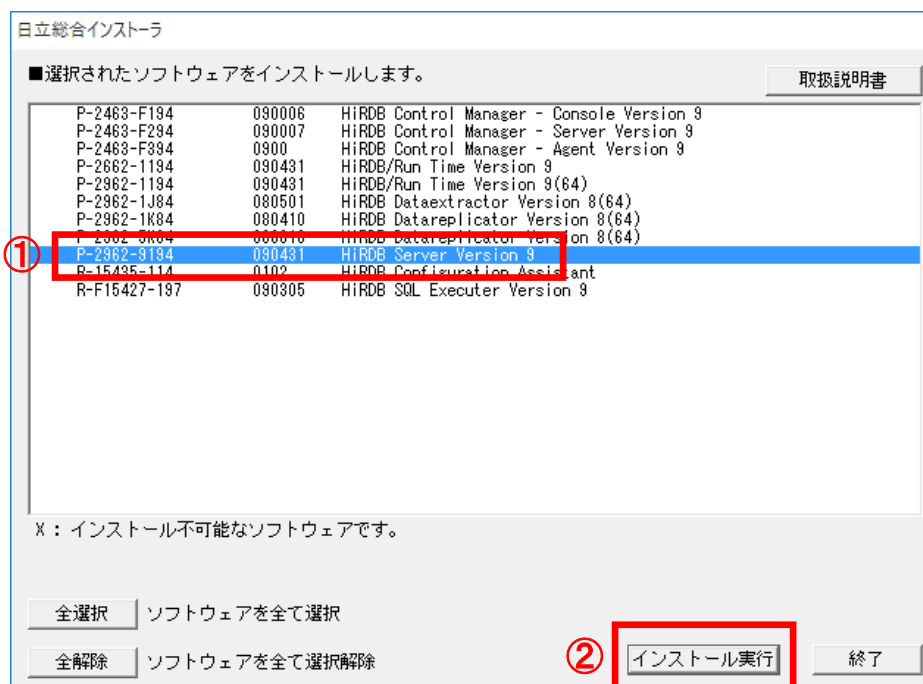 日立総合インストーラ
■選択されたソフトウェアをインストールします。
取扱説明書
P-2463-F194 090006 HiRDB Control Manager - Console Version 9
P-2463-F294 090007 HiRDB Control Manager - Server Version 9
P-2463-F394 0900 HiRDB Control Manager - Agent Version 9
P-2662-1194 090431 HiRDB/Run Time Version 9
P-2962-1194 090431 HiRDB/Run Time Version 9(64)
P-2962-1J84 080501 HiRDB Dataextractor Version 8(64)
P-2962-1K84 080410 HiRDB Datareplicator Version 8(64)
HiRDB Datareplicator Version 8(64)
① P-2962-9194 090431 HiRDB Server Version 9
R-15435-114 0102 HiRDB Configuration Assistant
R-F15427-197 090305 HiRDB SQL Executer Version 9
X : インストール不可能なソフトウェアです。
全選択 ソフトウェアを全て選択
全解除 ソフトウェアを全て選択解除
② インストール実行 終了